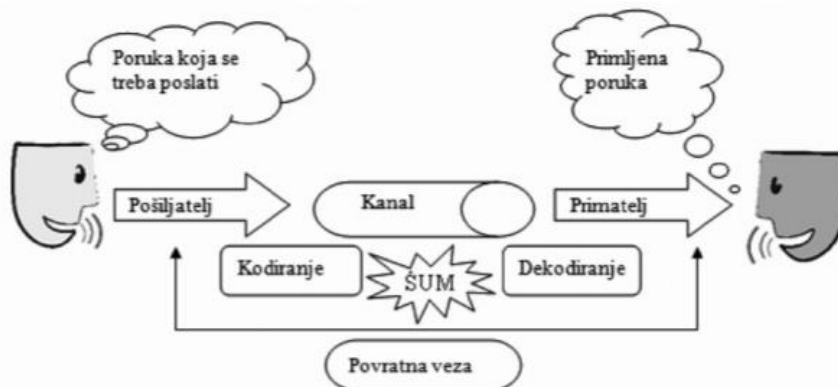 Poruka koja se
treba poslati
Primljena
poruka
Pošiljatelj
Kanal
Primatelj
Kodiranje
ŠUM
Dekodiranje
Povratna veza